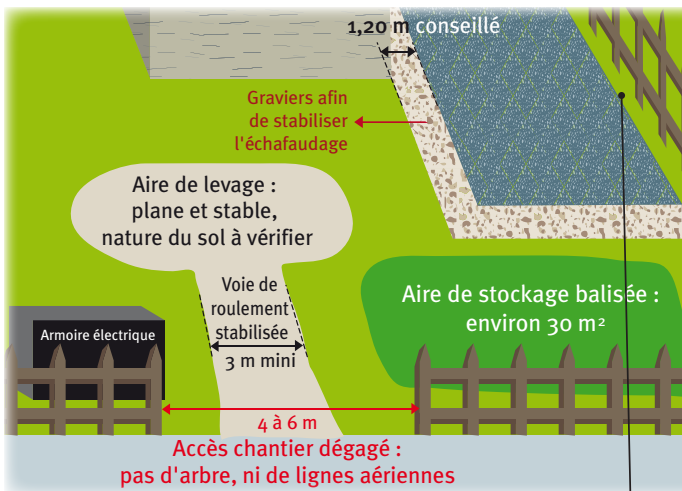 1,20 m conseillé
Graviers afin
de stabiliser
l'échafaudage
Aire de levage :
plane et stable,
nature du sol à vérifier
Voie de
roulement
stabilisée
3 m mini
Aire de stockage balisée :
environ 30 m²
Armoire électrique
4 à 6 m
Accès chantier dégagé :
pas d'arbre, ni de lignes aériennes